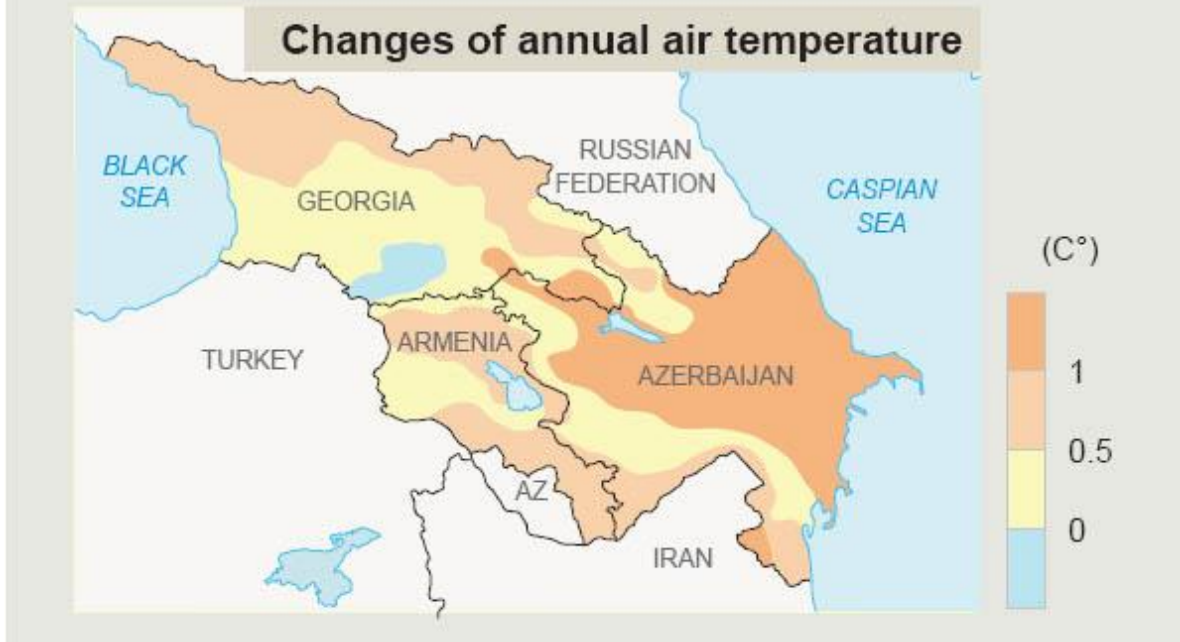 Changes of annual air temperature
BLACK
SEA
GEORGIA
RUSSIAN
FEDERATION
CASPIAN
SEA
(C°)
TURKEY
ARMENIA
AZERBAIJAN
AZ
IRAN
1
0.5
0